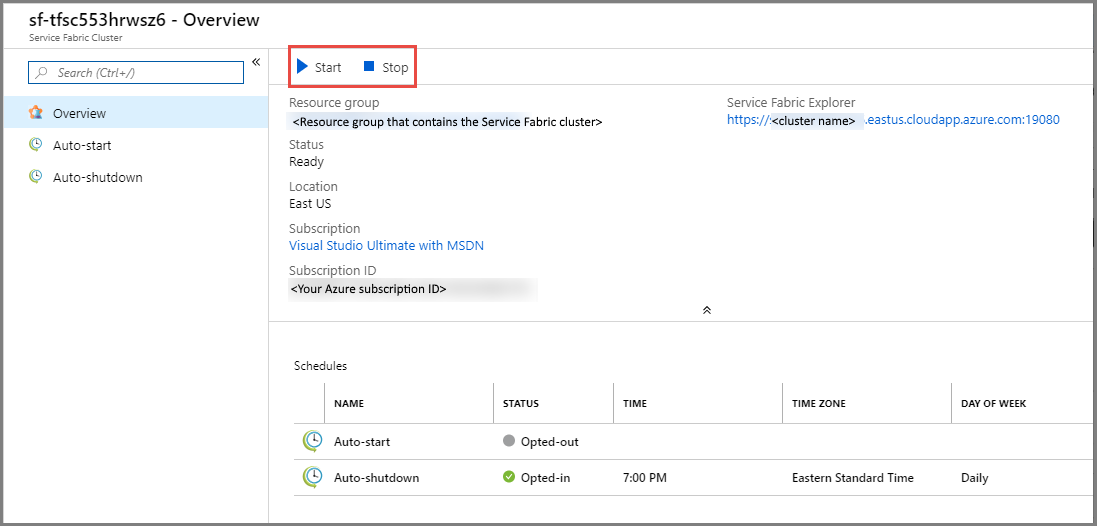 sf-tfsc553hrwsz6 - Overview
Service Fabric Cluster
Search (Ctrl+/)
Overview
Auto-start
Auto-shutdown
Start Stop
Resource group
<Resource group that contains the Service Fabric cluster>
Status
Ready
Location
East US
Subscription
Visual Studio Ultimate with MSDN
Subscription ID
<Your Azure subscription ID>
Service Fabric Explorer
https://<cluster name>.eastus.cloudapp.azure.com:19080
Schedules
NAME STATUS TIME TIME ZONE DAY OF WEEK
Auto-start Opted-out
Auto-shutdown Opted-in 7:00 PM Eastern Standard Time Daily